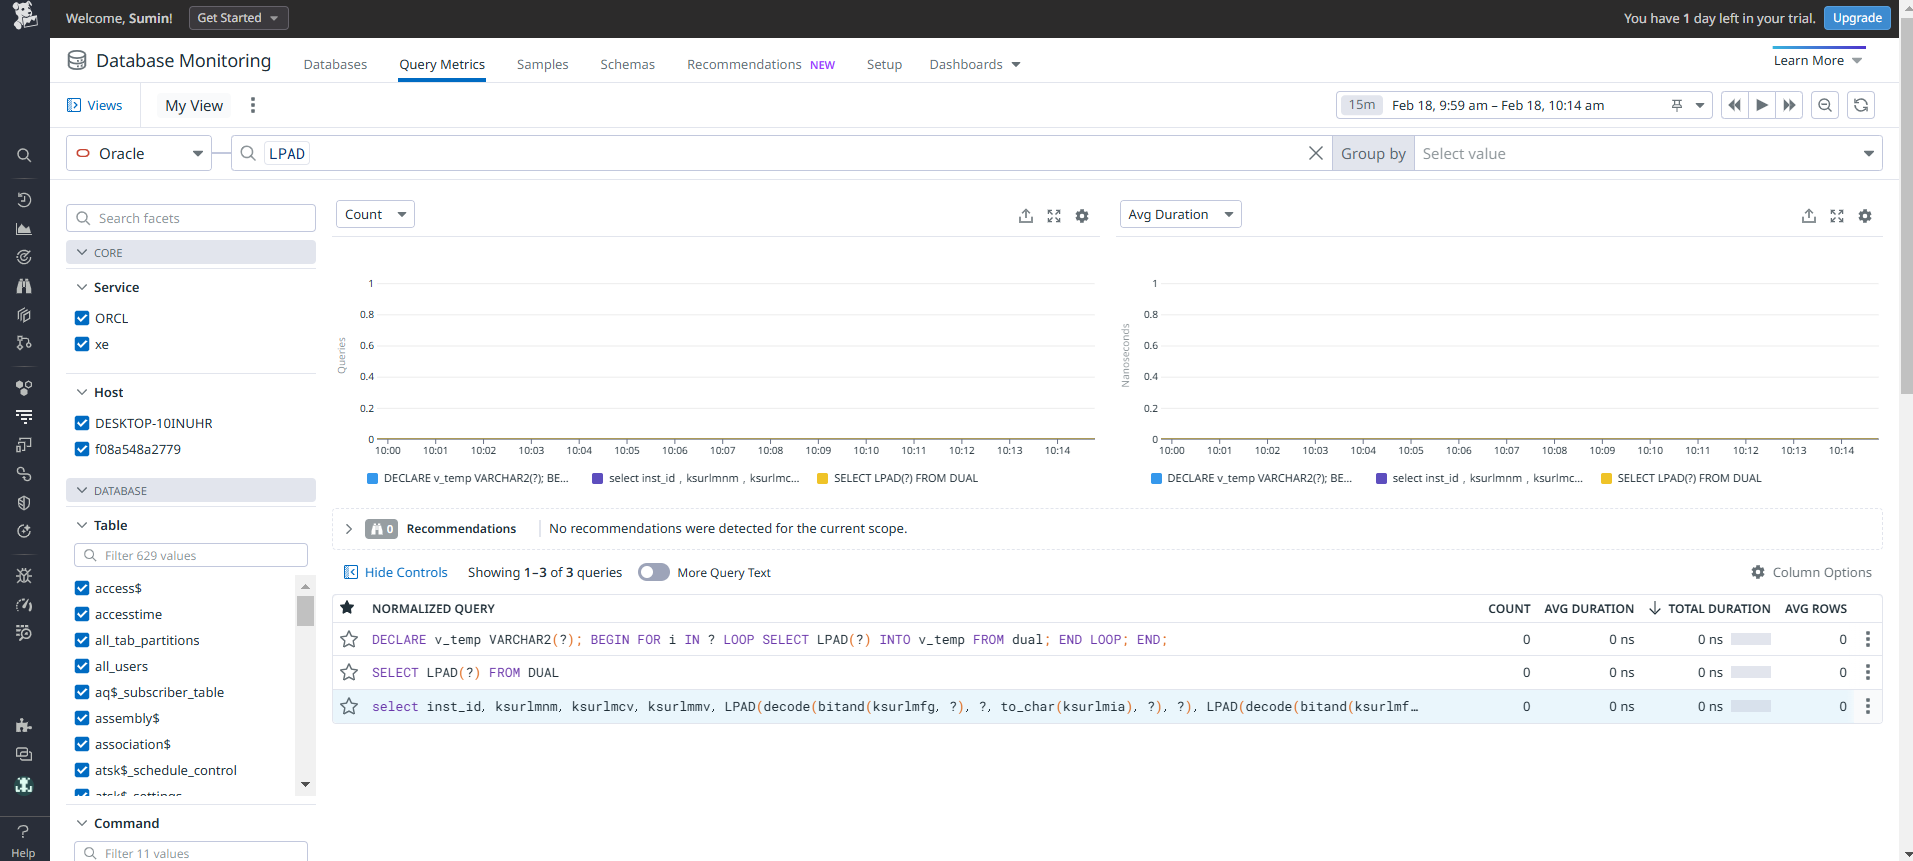 Welcome, Sumin!
Get Started
You have 1 day left in your trial.
Upgrade
Database Monitoring
Databases
Query Metrics
Samples
Schemas
Recommendations NEW
Setup
Dashboards
Learn More
Views
My View
15m Feb 18, 9:59 am – Feb 18, 10:14 am
Oracle
LPAD
Group by
Select value
Search facets
CORE
Service
ORCL
xe
Host
DESKTOP-10INUHR
f08a548a2779
DATABASE
Table
Filter 629 values
access$
accesstime
all_tab_partitions
all_users
aq$_subscriber_table
assembly$
association$
atsk$_schedule_control
atsk$_settings
Command
Filter 11 values
Help
Count
Queries
1
0.8
0.6
0.4
0.2
0
10:00 10:01 10:02 10:03 10:04 10:05 10:06 10:07 10:08 10:09 10:10 10:11 10:12 10:13 10:14
DECLARE v_temp VARCHAR2(?); BE... select inst_id , ksurlmnm , ksurlmc... SELECT LPAD(?) FROM DUAL
Avg Duration
Nanoseconds
1
0.8
0.6
0.4
0.2
0
10:00 10:01 10:02 10:03 10:04 10:05 10:06 10:07 10:08 10:09 10:10 10:11 10:12 10:13 10:14
DECLARE v_temp VARCHAR2(?); BE... select inst_id , ksurlmnm , ksurlmc... SELECT LPAD(?) FROM DUAL
0 Recommendations No recommendations were detected for the current scope.
Hide Controls Showing 1–3 of 3 queries More Query Text
Column Options
NORMALIZED QUERY COUNT AVG DURATION TOTAL DURATION AVG ROWS
DECLARE v_temp VARCHAR2(?); BEGIN FOR i IN ? LOOP SELECT LPAD(?) INTO v_temp FROM dual; END LOOP; END; 0 0 ns 0 ns 0
SELECT LPAD(?) FROM DUAL 0 0 ns 0 ns 0
select inst_id, ksurlmnm, ksurlmcv, ksurlmmv, LPAD(decode(bitand(ksurlmfg, ?), ?, to_char(ksurlmia), ?), ?), LPAD(decode(bitand(ksurlmf… 0 0 ns 0 ns 0